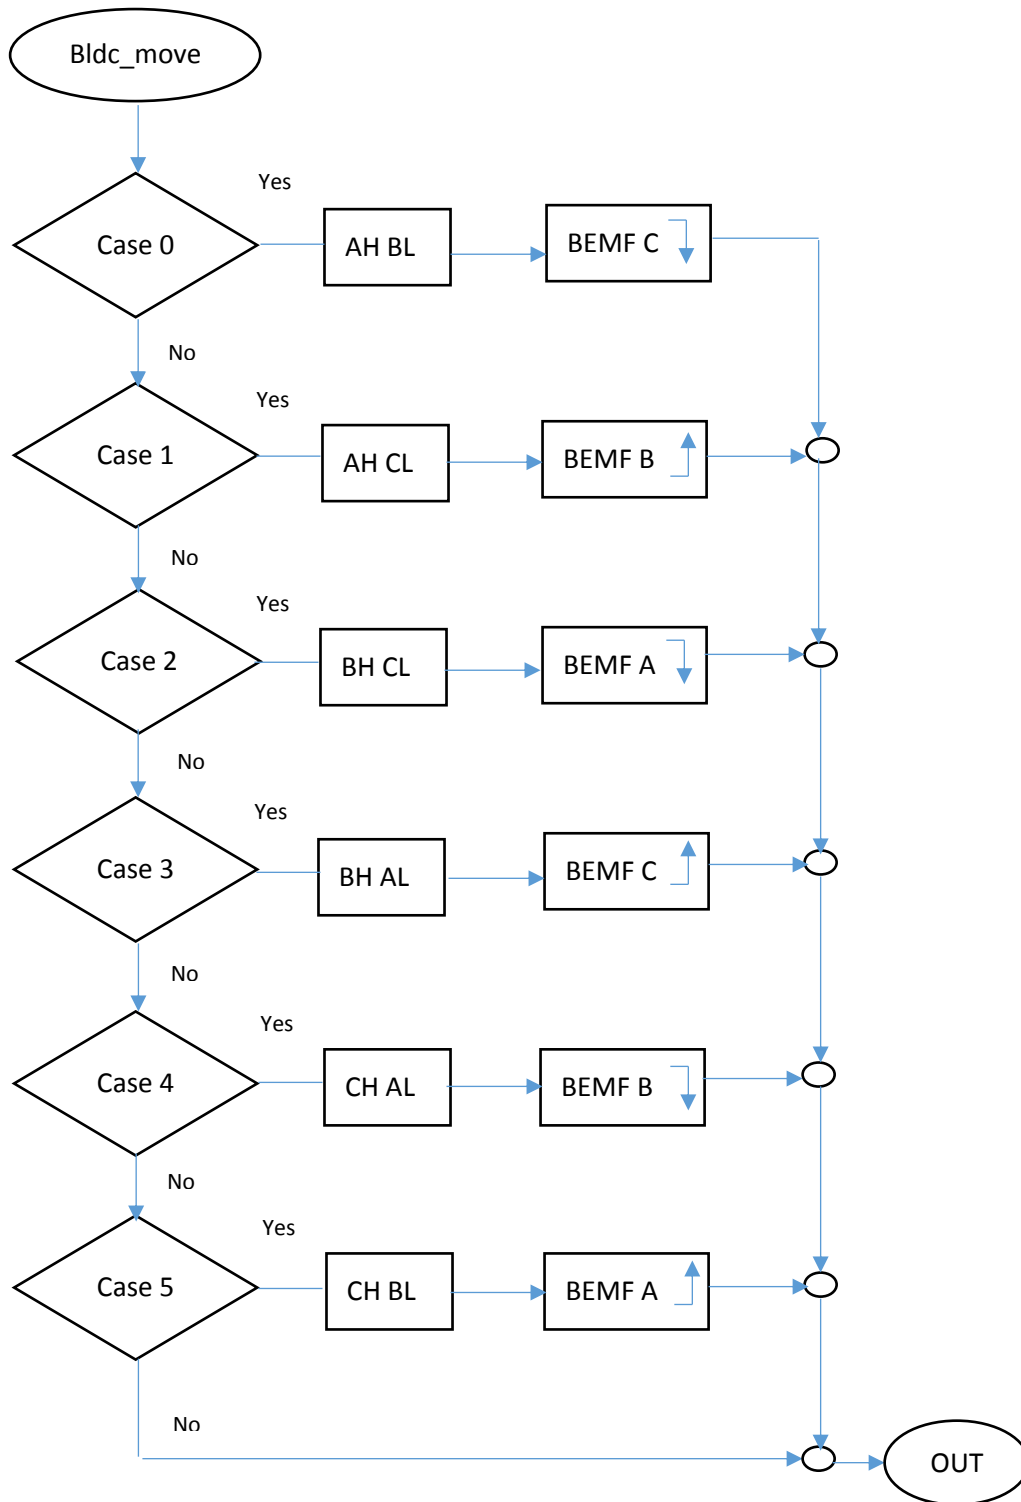 Bldc_move
Yes
Case 0
AH BL
BEMF C
No
Yes
Case 1
AH CL
BEMF B
No
Yes
Case 2
BH CL
BEMF A
No
Yes
Case 3
BH AL
BEMF C
No
Yes
Case 4
CH AL
BEMF B
No
Yes
Case 5
CH BL
BEMF A
No
OUT